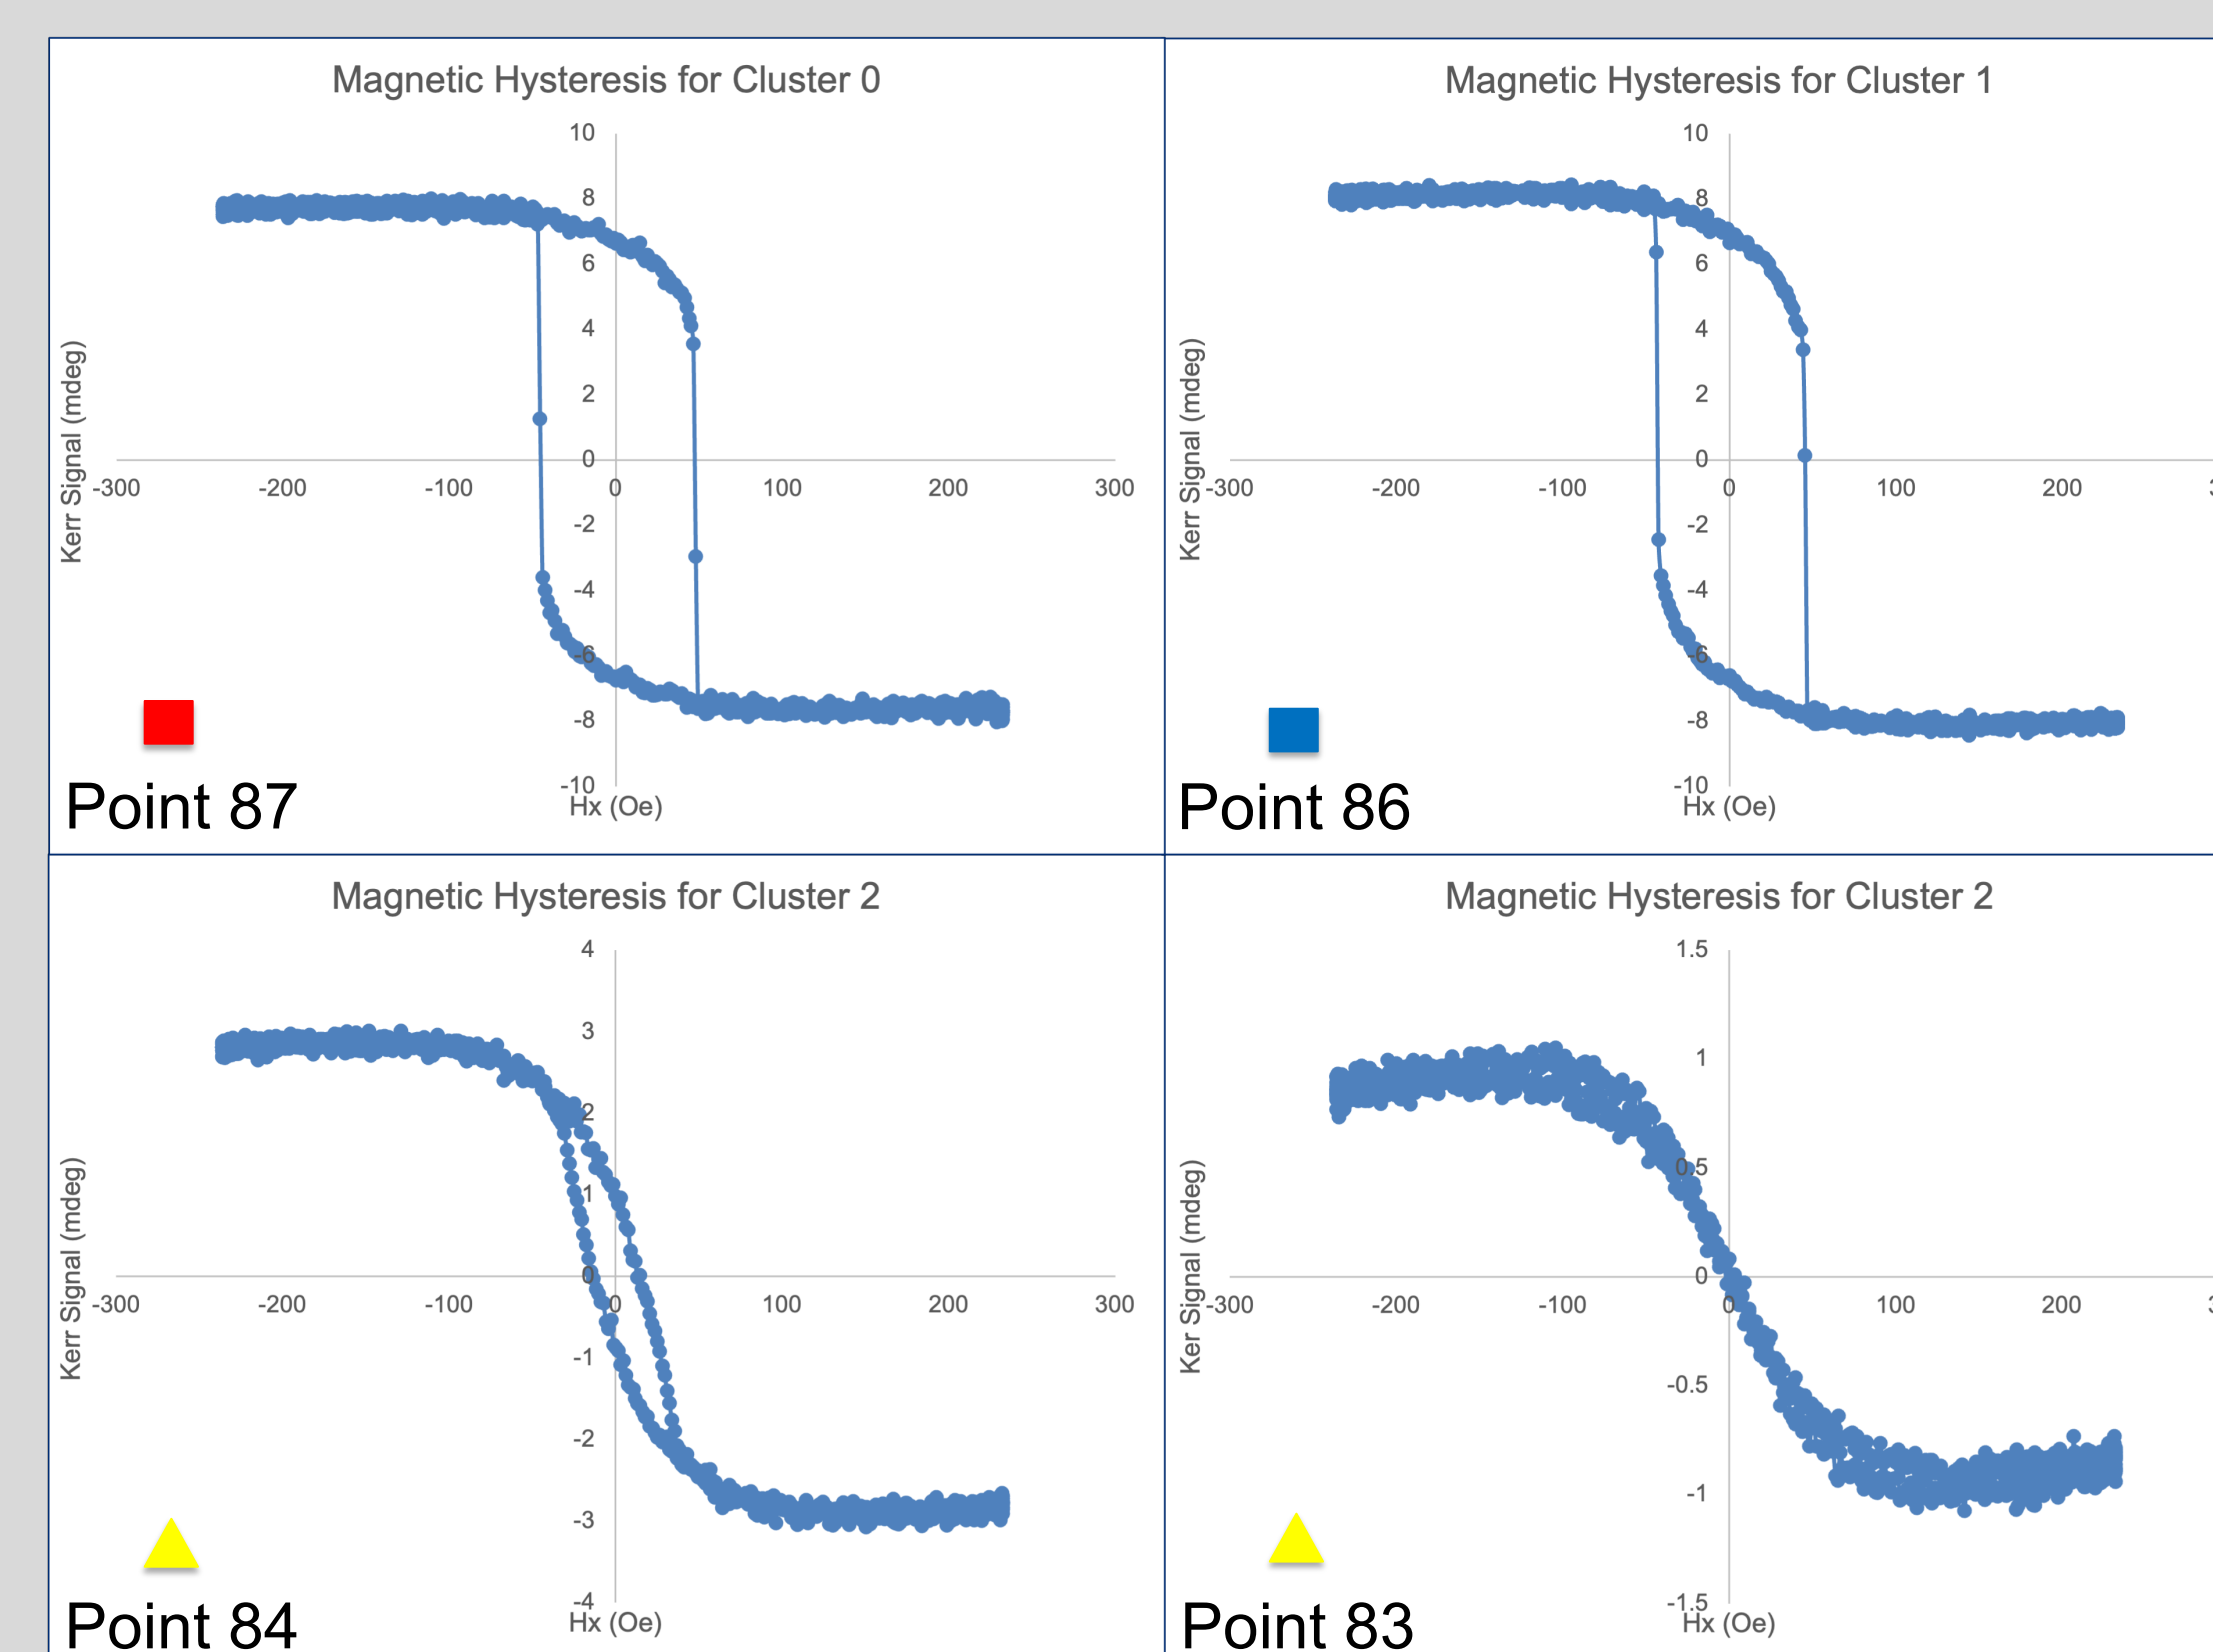 Magnetic Hysteresis for Cluster 0
10
8
6
4
2
0
-2
-4
-6
-8
-10
-300 -200 -100 0 100 200 300
Kerr Signal (mdeg)
Hx (Oe)
Point 87
Magnetic Hysteresis for Cluster 1
10
8
6
4
2
0
-2
-4
-6
-8
-10
-300 -200 -100 0 100 200
Kerr Signal (mdeg)
Hx (Oe)
Point 86
Magnetic Hysteresis for Cluster 2
4
3
2
1
0
-1
-2
-3
-4
-300 -200 -100 0 100 200 300
Kerr Signal (mdeg)
Hx (Oe)
Point 84
Magnetic Hysteresis for Cluster 2
1.5
1
0.5
0
-0.5
-1
-1.5
-300 -200 -100 0 100 200
Ker Signal (mdeg)
Hx (Oe)
Point 83